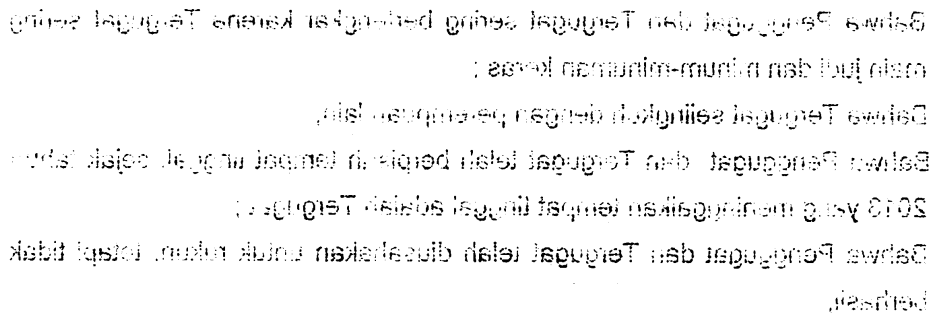 Bahwa Penggugat dan Tergugat sering bertengkar karena Tergugat sering
main judi dan minum-minuman keras ;
Bahwa Tergugat selingkuh dengan perempuan lain,
Bahwa Penggugat dan Tergugat telah berpisah tempat tinggal sejak tahun
2013 yang meninggalkan tempat tinggal adalah Tergugat ;
Bahwa Penggugat dan Tergugat telah diusahakan untuk rukun, tetapi tidak
berhasil,